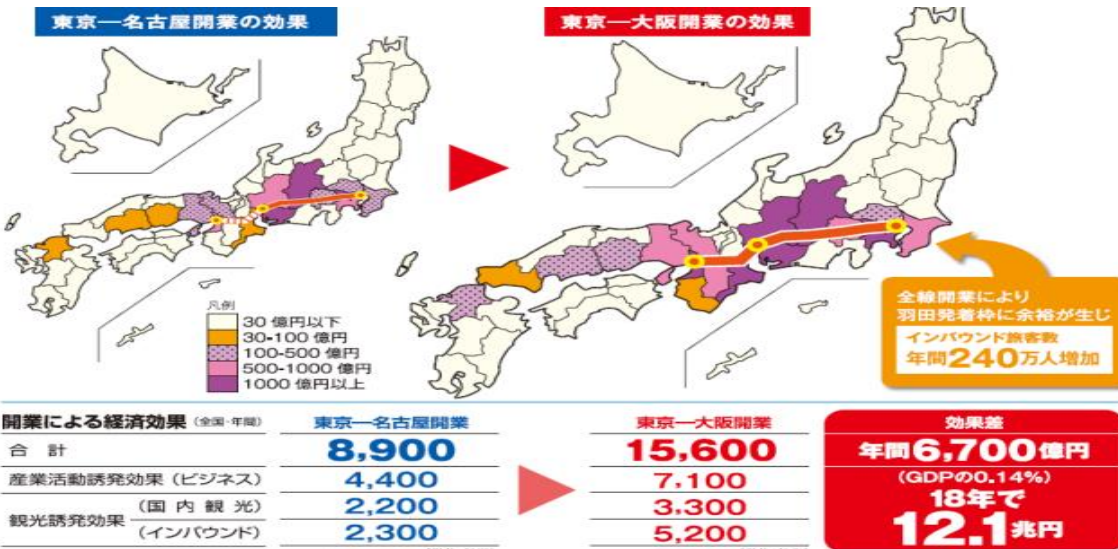 東京―名古屋開業の効果
東京―大阪開業の効果
凡例
30 億円以下
30-100 億円
100-500 億円
500-1000 億円
1000 億円以上
全線開業により
羽田発着枠に余裕が生じ
インバウンド旅客数
年間240万人増加
開業による経済効果（全国・年間） 東京―名古屋開業 東京―大阪開業 効果差
合 計 8,900 15,600 年間6,700億円
(GDPの0.14%)
産業活動誘発効果（ビジネス） 4,400 7,100
18年で
観光誘発効果 （国 内 観 光） 2,200 3,300
12.1兆円
（インバウンド） 2,300 5,200